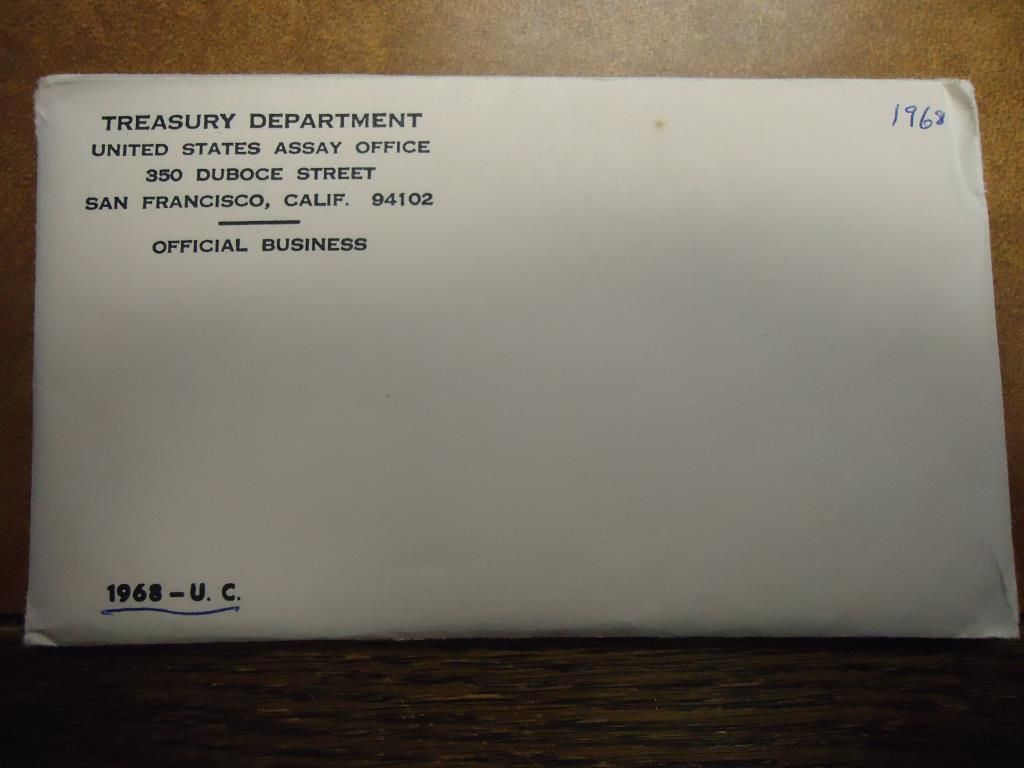 TREASURY DEPARTMENT
UNITED STATES ASSAY OFFICE
350 DUBOCE STREET
SAN FRANCISCO, CALIF. 94102
OFFICIAL BUSINESS
1968
1968 – U. C.